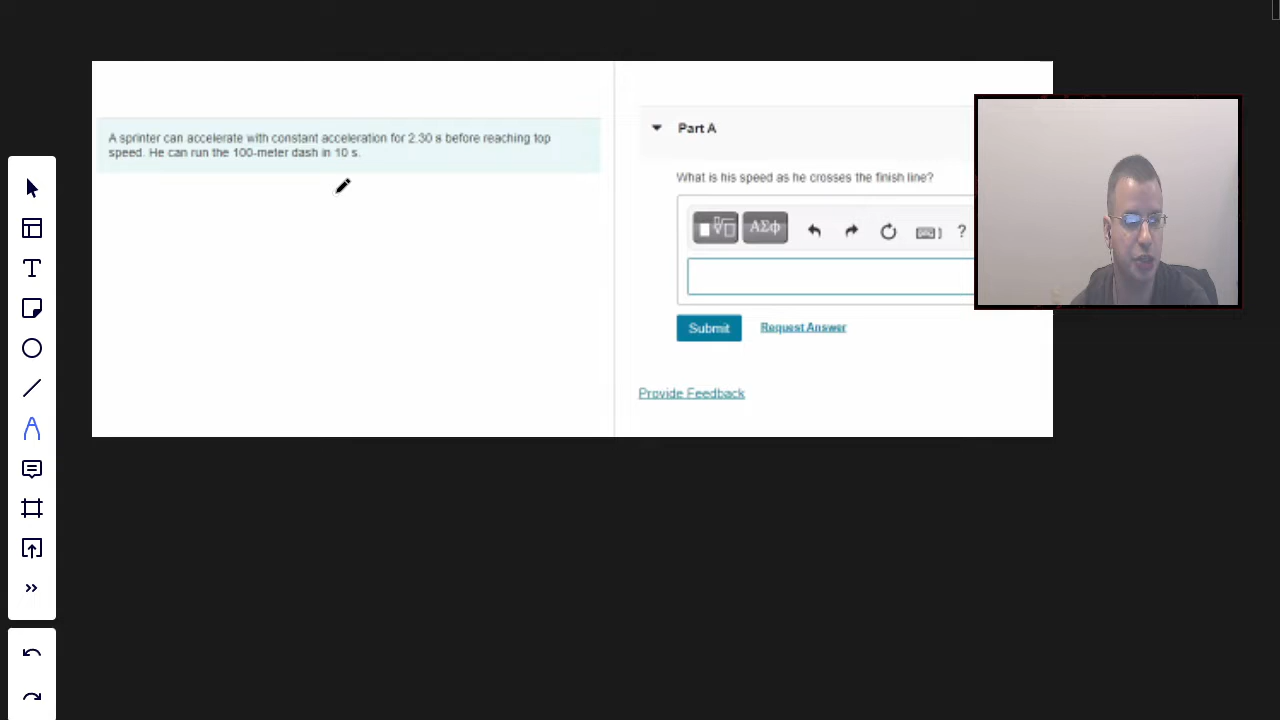 A sprinter can accelerate with constant acceleration for 2.30 s before reaching top
speed. He can run the 100-meter dash in 10 s.
Part A
What is his speed as he crosses the finish line?
ΑΣφ
?
Submit
Request Answer
Provide Feedback